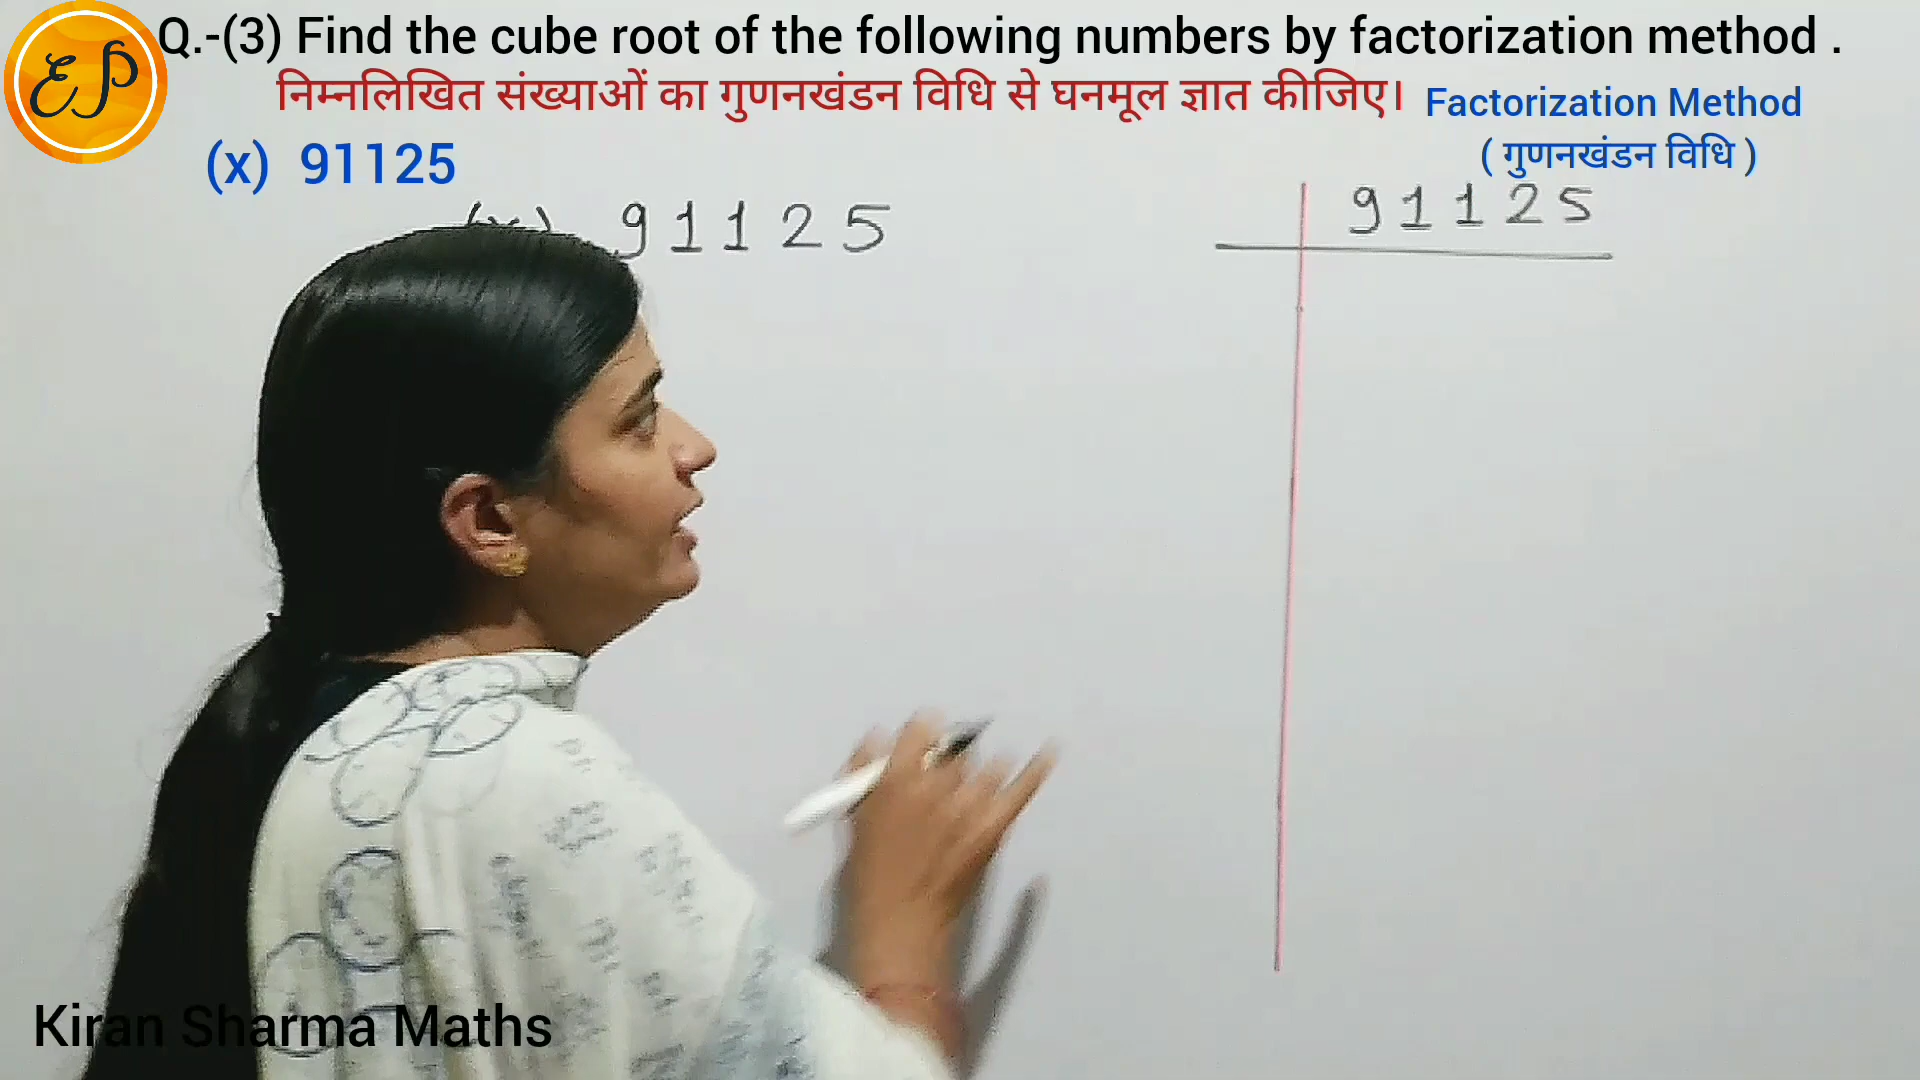 EP
Q.-(3) Find the cube root of the following numbers by factorization method .
निम्नलिखित संख्याओं का गुणनखंडन विधि से घनमूल ज्ञात कीजिए।
Factorization Method
( गुणनखंडन विधि )
(x) 91125
(x) 91125
91125
Kiran Sharma Maths